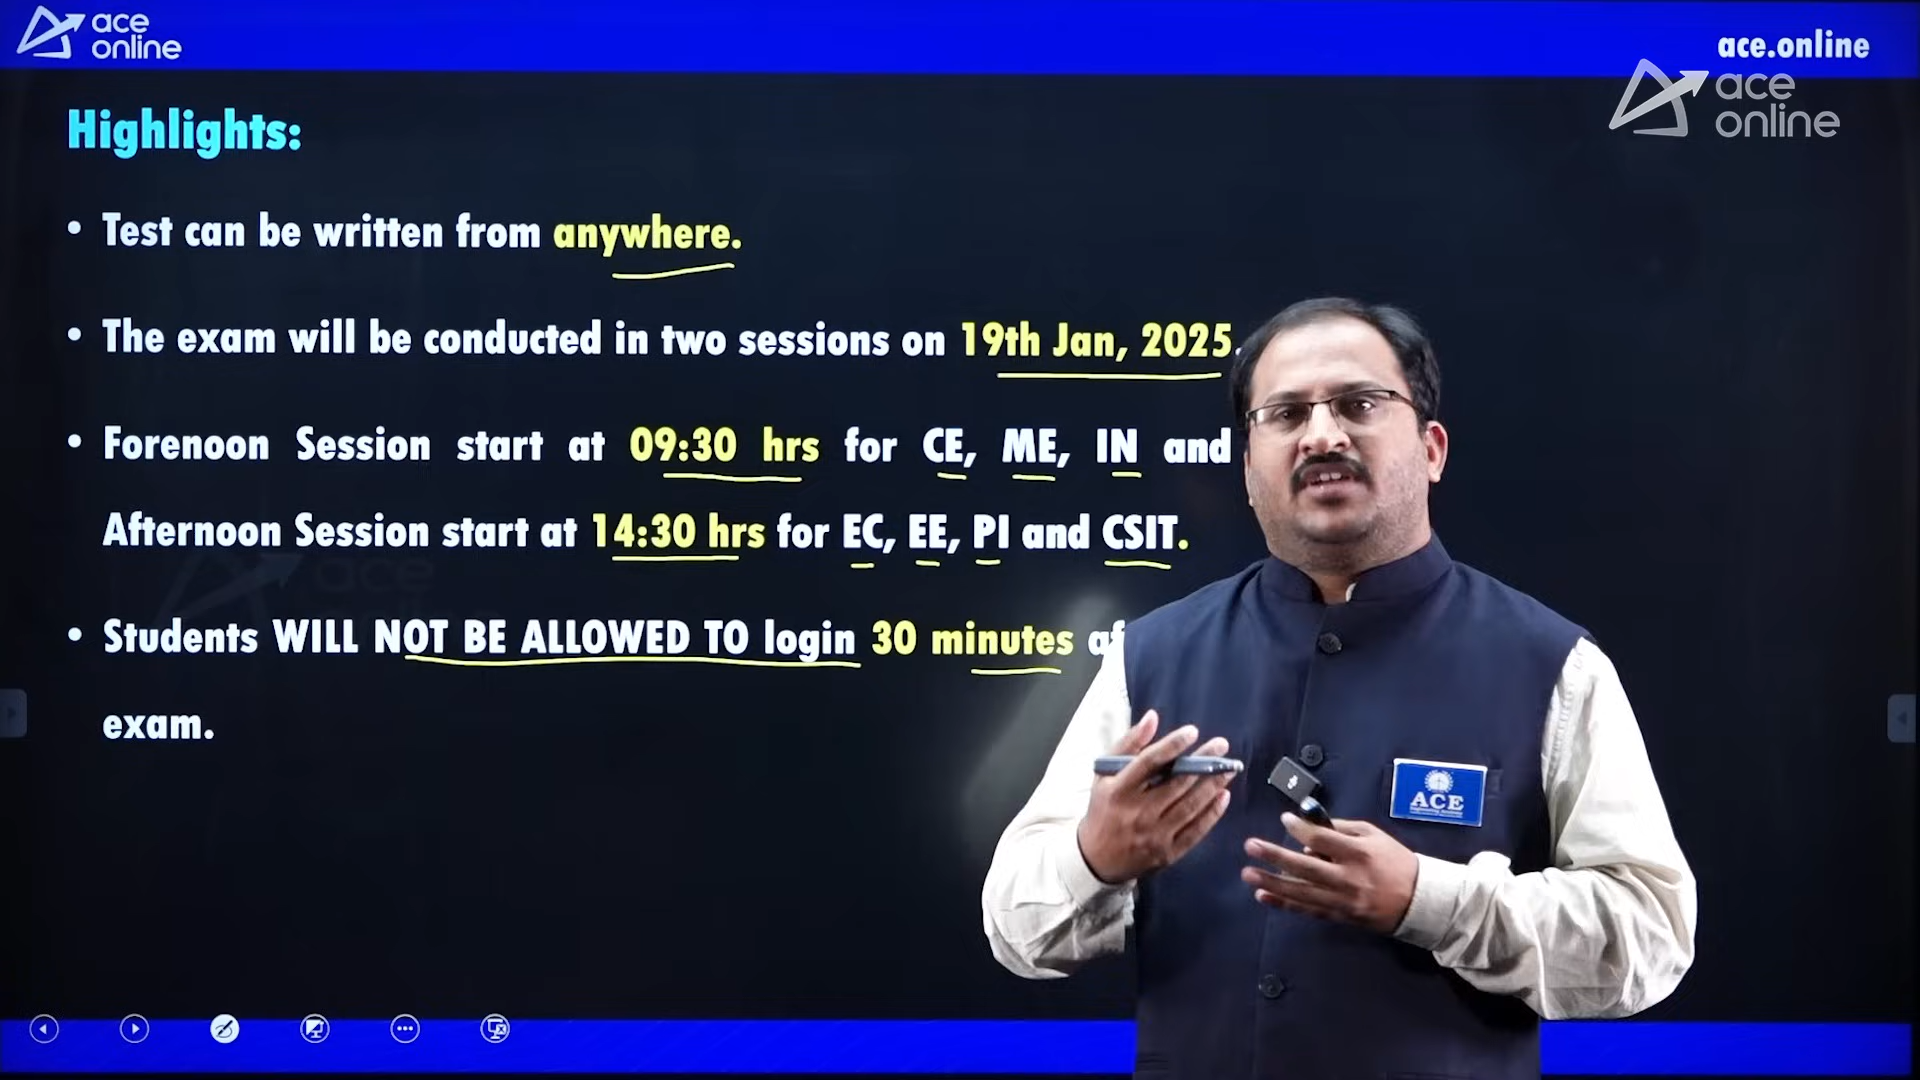 ace
online
ace.online
ace
online
Highlights:
• Test can be written from anywhere.
• The exam will be conducted in two sessions on 19th Jan, 2025.
• Forenoon Session start at 09:30 hrs for CE, ME, IN and
Afternoon Session start at 14:30 hrs for EC, EE, PI and CSIT.
• Students WILL NOT BE ALLOWED TO login 30 minutes af
exam.
ace
ACE